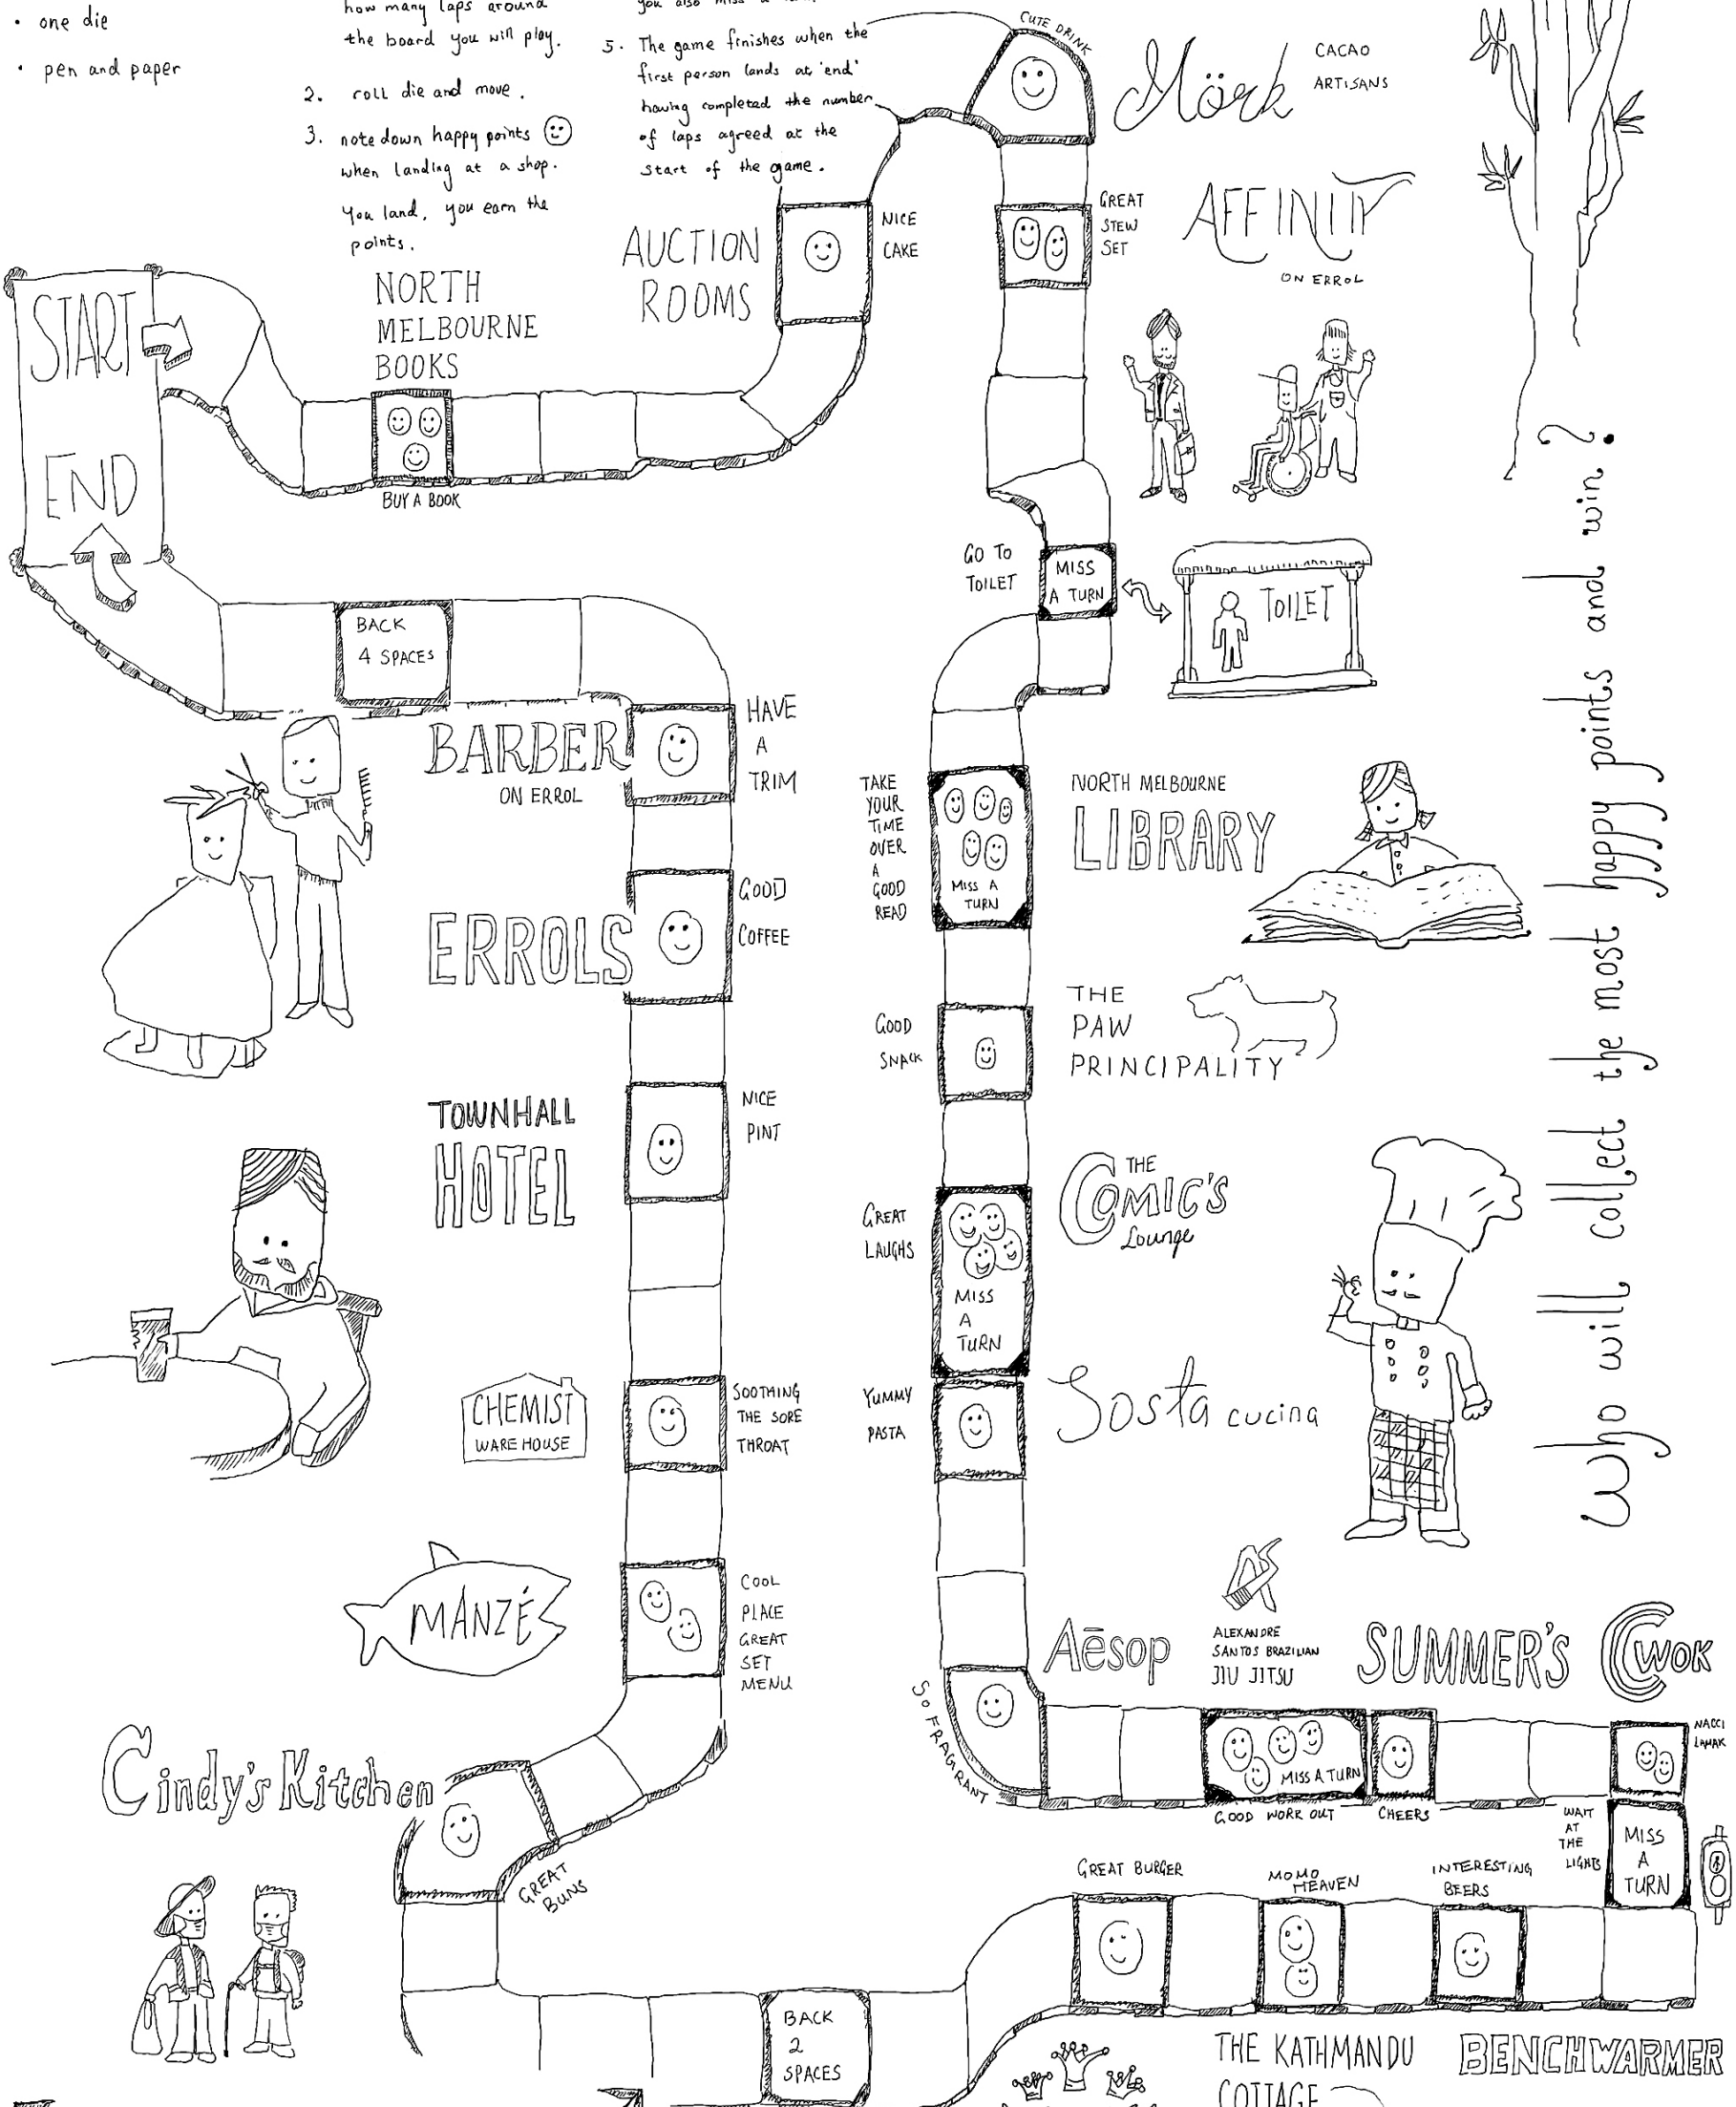 • one die
• pen and paper
how many laps around
the board you will play.
2. roll die and move.
3. note down happy points
when landing at a shop.
You land, you earn the
points.
you also miss a
5. The game finishes when the
first person lands at 'end'
having completed the number
of laps agreed at the
start of the game.
CUTE DRINK
Mörk
CACAO
ARTISANS
GREAT
STEW
SET
AFFINITY
ON ERROL
NICE
CAKE
AUCTION
ROOMS
START
END
NORTH
MELBOURNE
BOOKS
BUY A BOOK
GO TO
TOILET
MISS
A TURN
TOILET
BACK
4 SPACES
BARBER
ON ERROL
HAVE
A
TRIM
TAKE
YOUR
TIME
OVER
A
GOOD
READ
MISS A
TURN
NORTH MELBOURNE
LIBRARY
ERRORS
GOOD
COFFEE
GOOD
SNACK
THE
PAW
PRINCIPALITY
TOWNHALL
HOTEL
NICE
PINT
GREAT
LAUGHS
MISS
A
TURN
THE
COMIC'S
Lounge
CHEMIST
WAREHOUSE
SOOTHING
THE SORE
THROAT
YUMMY
PASTA
Sosta cucina
Who will collect the most happy points and win?
MANZÉ
COOL
PLACE
GREAT
SET
MENU
SO FRAGRANT
Aēsop
ALEXANDRE
SANTOS BRAZILIAN
JIU JITSU
SUMMER'S
CC WOK
MISS A TURN
GOOD WORK OUT
CHEERS
NACCI
LAMAK
WAIT
AT
THE
LIGHTS
MISS
A
TURN
Cindy's Kitchen
GREAT
BUNS
GREAT BURGER
MOMO
HEAVEN
INTERESTING
BEERS
BACK
2
SPACES
THE KATHMANDU
COTTAGE
BENCHWARMER